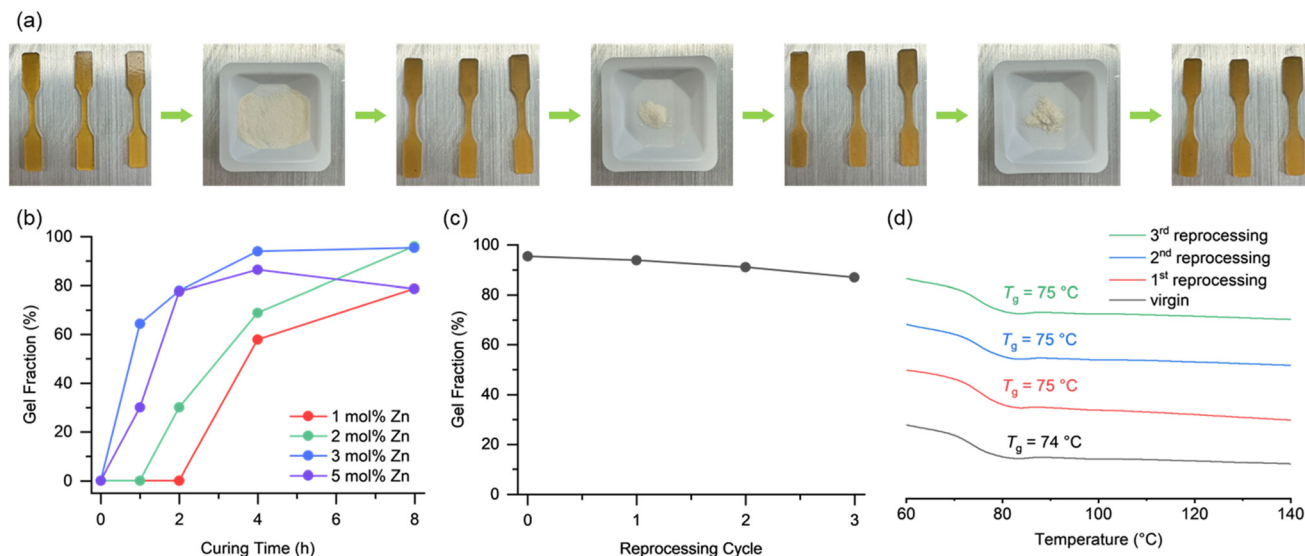 (a)
(b)
100
80
60
40
20
0
Gel Fraction (%)
0
2
4
6
8
Curing Time (h)
1 mol% Zn
2 mol% Zn
3 mol% Zn
5 mol% Zn
(c)
100
80
60
40
20
0
Gel Fraction (%)
0
1
2
3
Reprocessing Cycle
(d)
3rd reprocessing
2nd reprocessing
1st reprocessing
virgin
Tg = 75 °C
Tg = 75 °C
Tg = 75 °C
Tg = 74 °C
60
80
100
120
140
Temperature (°C)